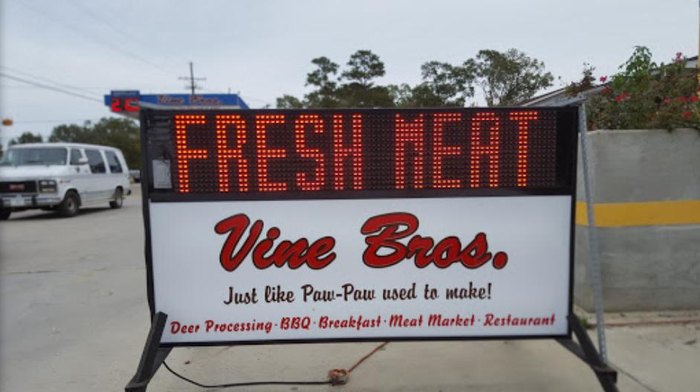 FRESH MEAT
Vine Bros.
Just like Paw-Paw used to make!
Deer Processing · BBQ · Breakfast · Meat Market · Restaurant